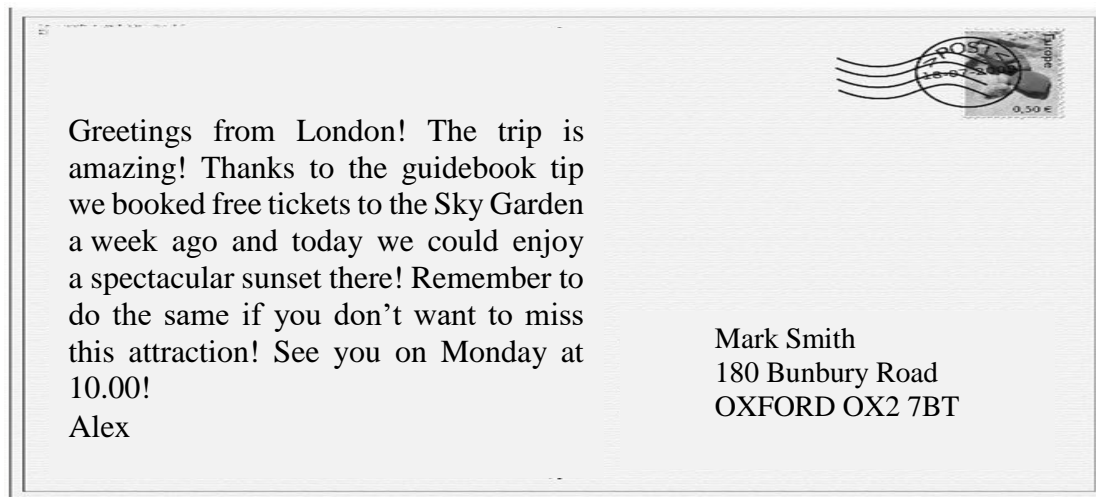 Greetings from London! The trip is
amazing! Thanks to the guidebook tip
we booked free tickets to the Sky Garden
a week ago and today we could enjoy
a spectacular sunset there! Remember to
do the same if you don’t want to miss
this attraction! See you on Monday at
10.00!
Alex
POST
18-07-
Europe
0,50 €
Mark Smith
180 Bunbury Road
OXFORD OX2 7BT